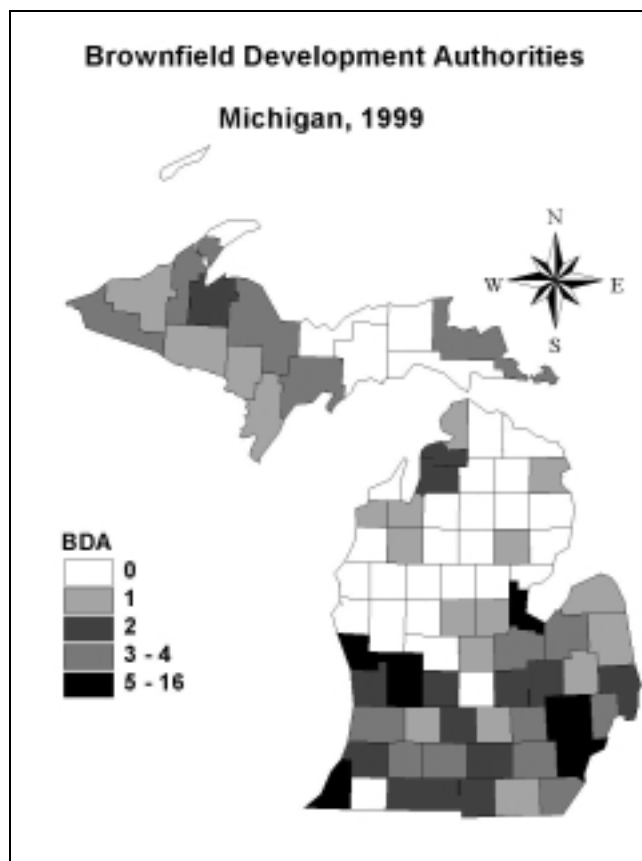 Brownfield Development Authorities
Michigan, 1999
N
W E
S
BDA
0
1
2
3 - 4
5 - 16